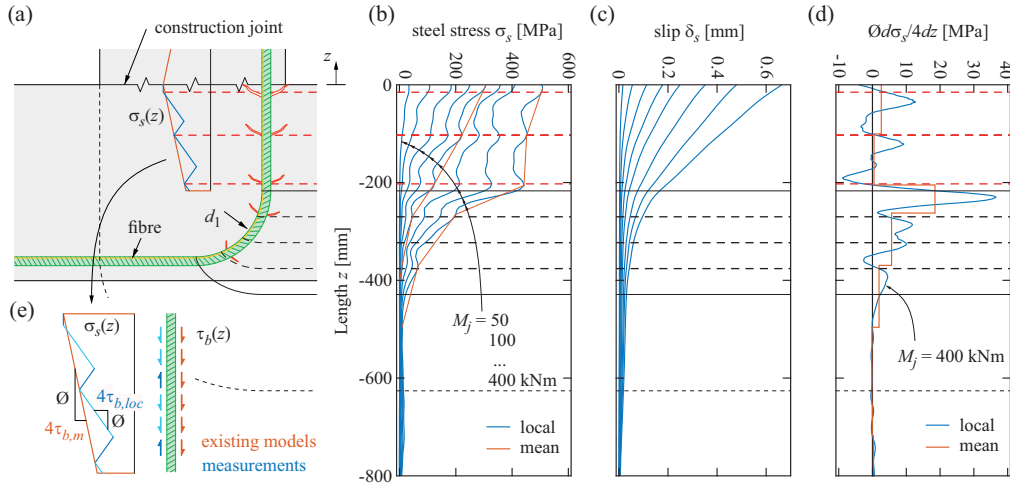 (a)
construction joint
z
σs(z)
d1
fibre
(e)
σs(z)
τb(z)
Ø
4τb,loc
Ø
4τb,m
existing models
measurements
(b)
steel stress σs [MPa]
0
200
400
600
0
-200
-400
-600
-800
Length z [mm]
Mj = 50
100
...
400 kNm
local
mean
(c)
slip δs [mm]
0
0.2
0.4
0.6
(d)
Ødσs/4dz [MPa]
-10
0
10
20
30
40
Mj = 400 kNm
local
mean